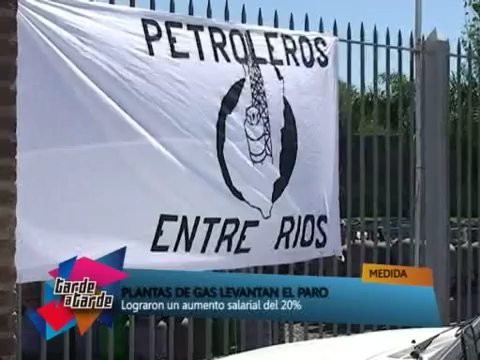 PETROLEROS
ENTRE RIOS
MEDIDA
tarde
a tarde
PLANTAS DE GAS LEVANTAN EL PARO
Lograron un aumento salarial del 20%